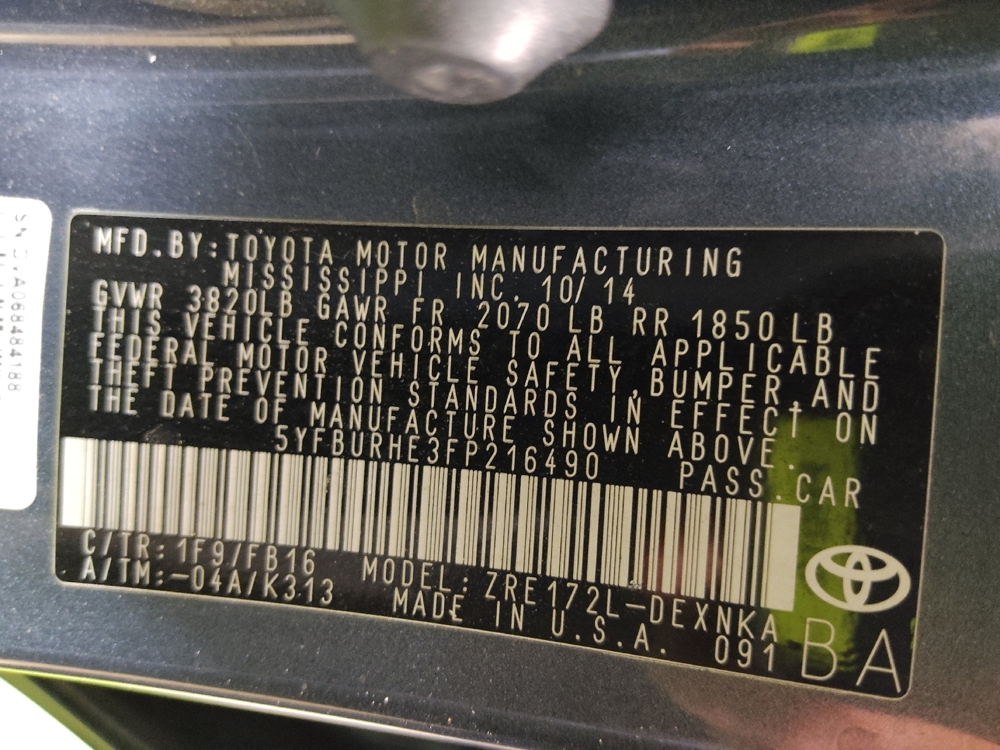 MFD.BY:TOYOTA MOTOR MANUFACTURING
MISSISSIPPI INC. 10/14
GVWR 3820LB GAWR FR 2070 LB RR 1850LB
THIS VEHICLE CONFORMS TO ALL APPLICABLE
FEDERAL MOTOR VEHICLE SAFETY,BUMPER,AND
THEFT PREVENTION STANDARDS IN EFFECT ON
THE DATE OF MANUFACTURE SHOWN ABOVE.
5YFBURHE3FP216490 PASS.CAR
C/TR:1F9/FB16 MODEL:ZRE172L-DEXNKA
A/TM:-04A/K313 MADE IN U.S.A. 091
BA